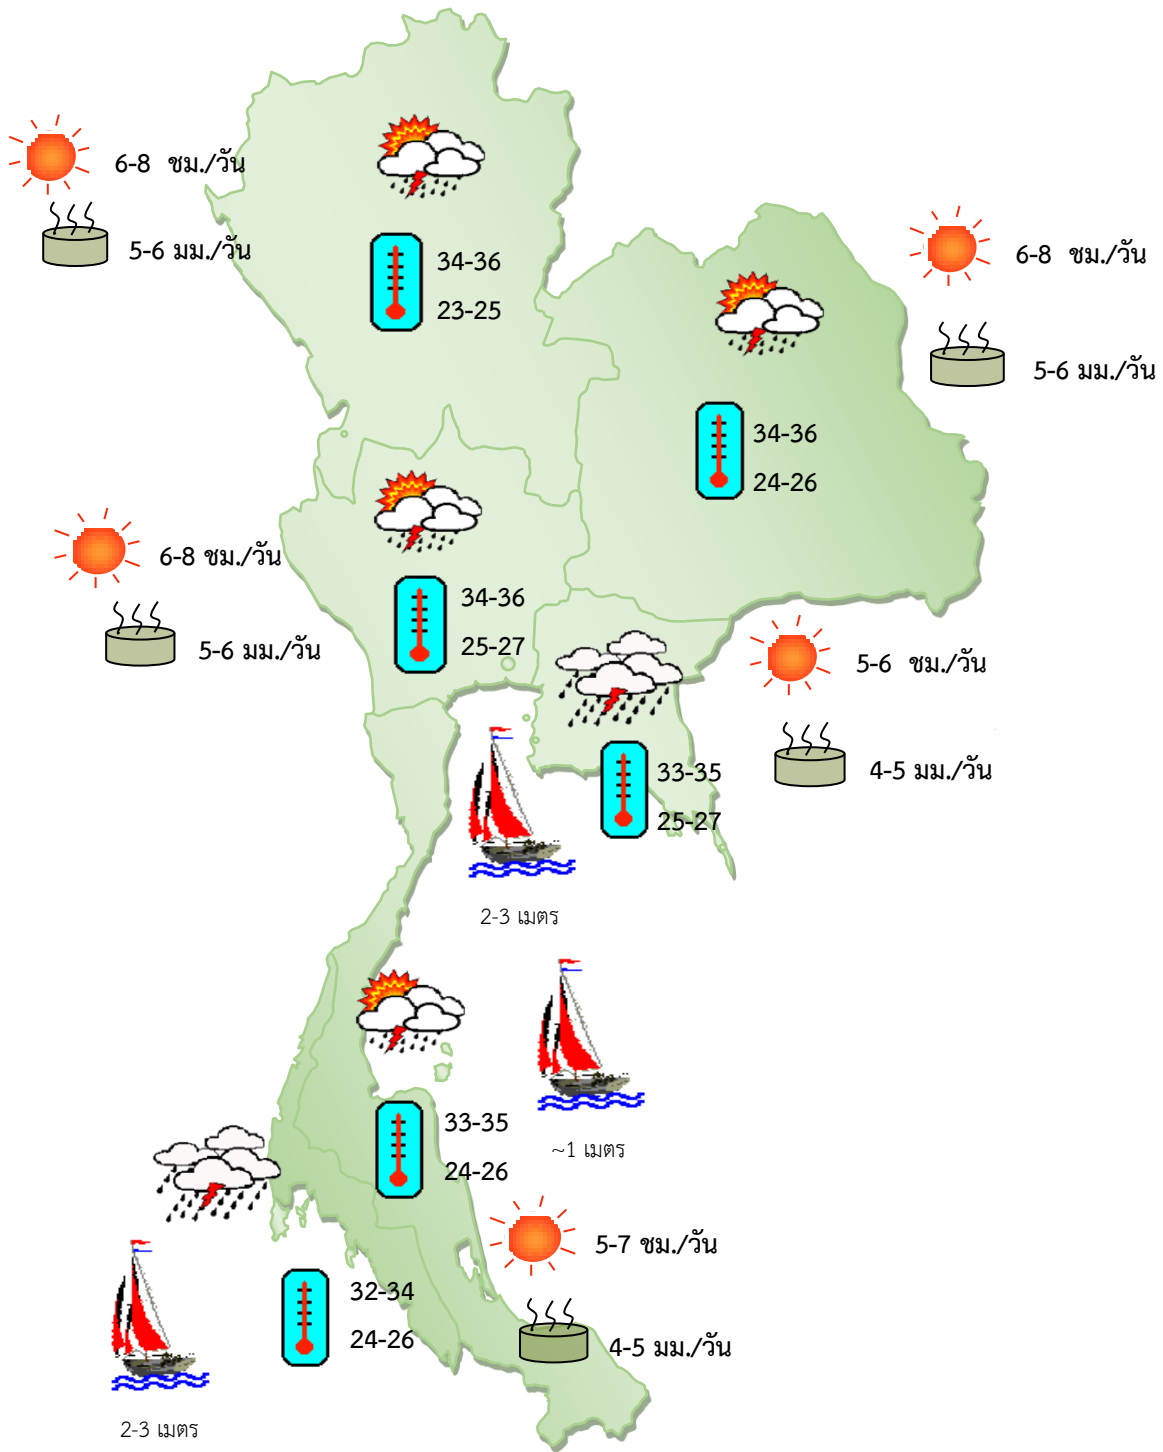 6-8 ชม./วัน
5-6 มม./วัน
34-36
23-25
6-8 ชม./วัน
5-6 มม./วัน
34-36
24-26
6-8 ชม./วัน
5-6 มม./วัน
34-36
25-27
5-6 ชม./วัน
4-5 มม./วัน
33-35
25-27
2-3 เมตร
~1 เมตร
33-35
24-26
5-7 ชม./วัน
4-5 มม./วัน
32-34
24-26
2-3 เมตร